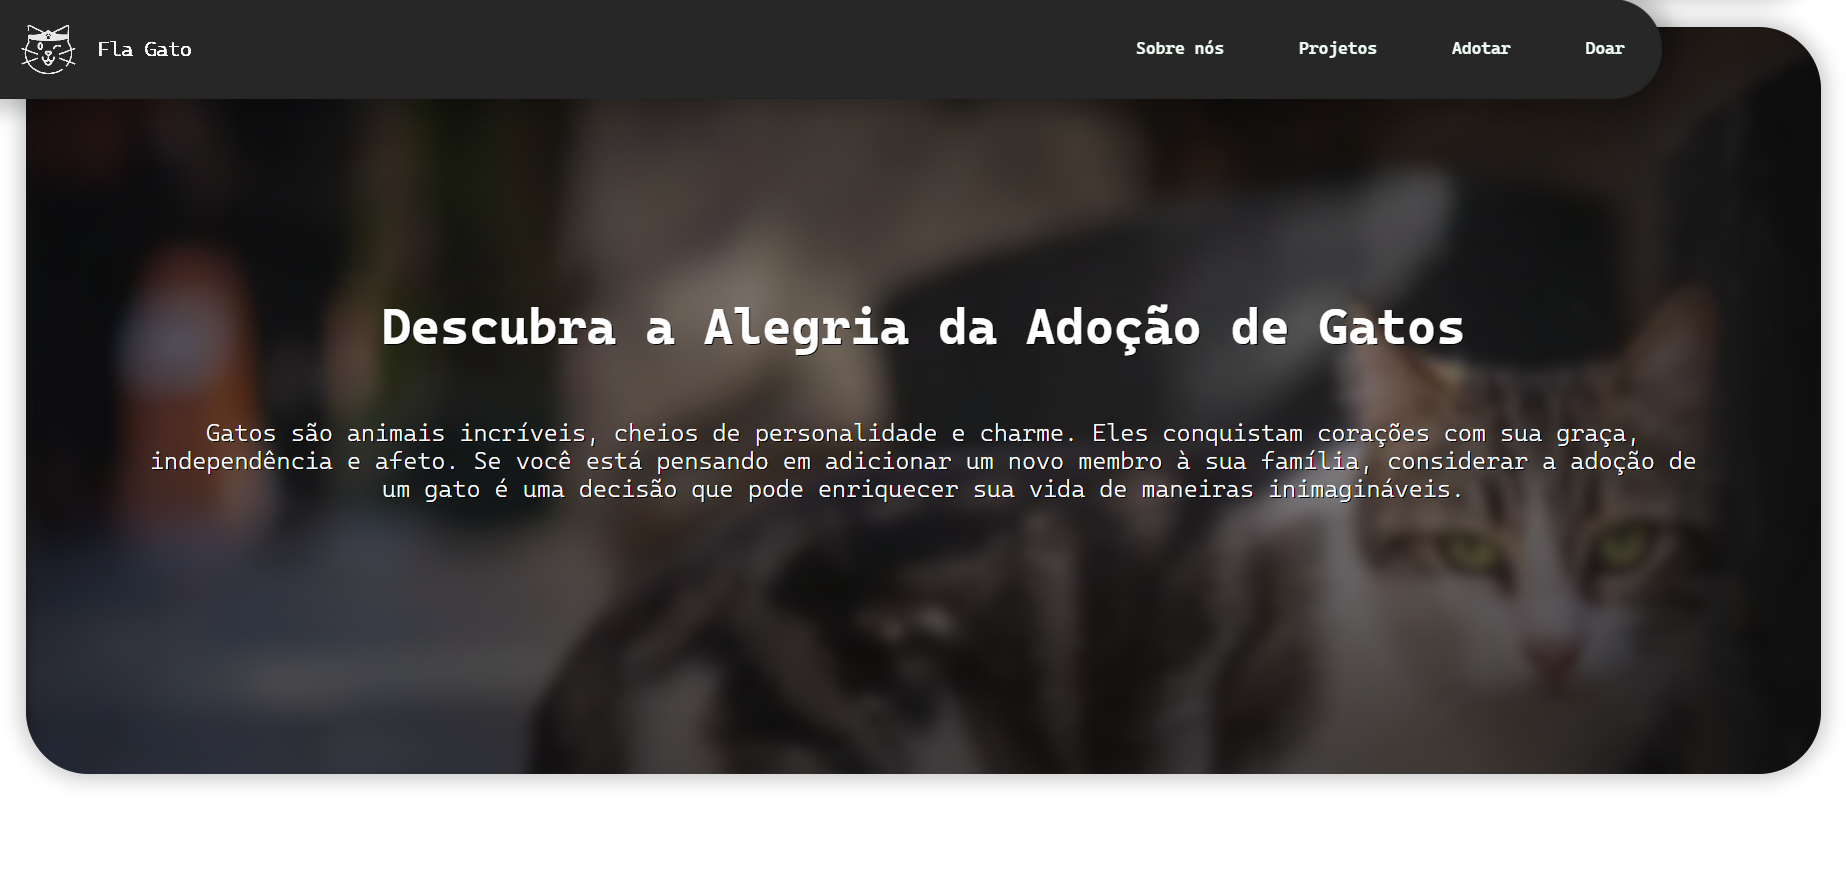 Fla Gato
Sobre nós
Projetos
Adotar
Doar
Descubra a Alegria da Adoção de Gatos
Gatos são animais incríveis, cheios de personalidade e charme. Eles conquistam corações com sua graça,
independência e afeto. Se você está pensando em adicionar um novo membro à sua família, considerar a adoção de
um gato é uma decisão que pode enriquecer sua vida de maneiras inimagináveis.